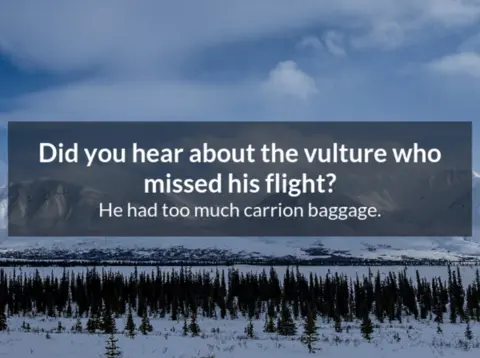 Did you hear about the vulture who
missed his flight?
He had too much carrion baggage.